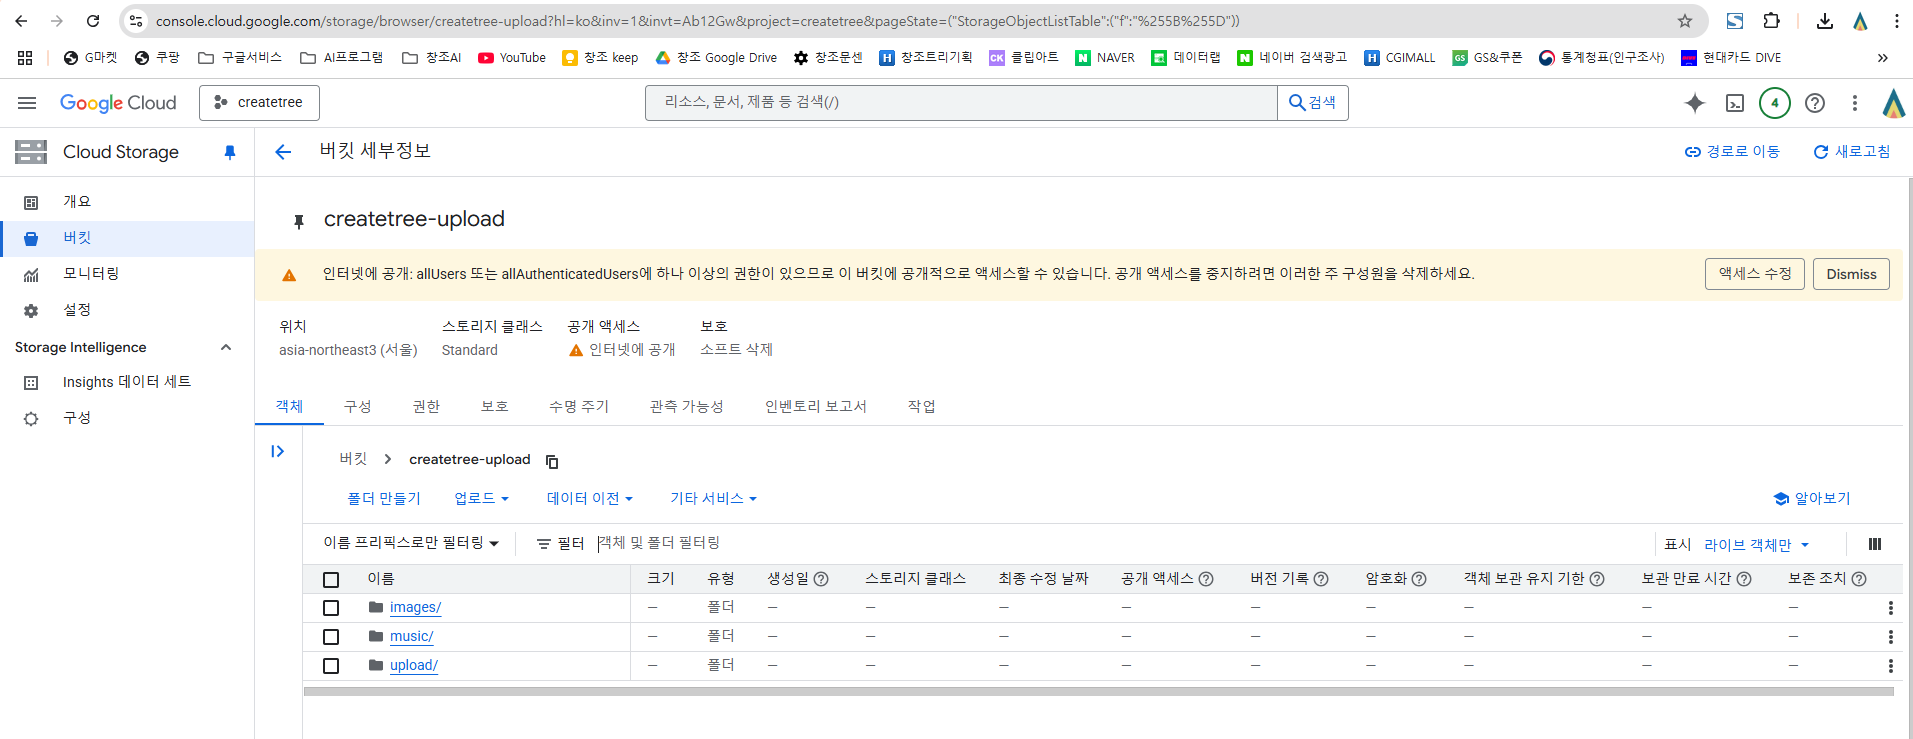 console.cloud.google.com/storage/browser/createtree-upload?hl=ko&inv=1&invt=Ab12Gw&project=createtree&pageState=("StorageObjectListTable":("f":"%255B%255D"))
G마켓 쿠팡 구글서비스 AI프로그램 창조AI YouTube 창조 keep 창조 Google Drive 창조문센 창조트리기획 클립아트 NAVER 데이터랩 네이버 검색광고 CGIMALL GS&쿠폰 통계청표(인구조사) 현대카드 DIVE
Google Cloud createtree 리소스, 문서, 제품 등 검색(/) 검색 4
Cloud Storage 버킷 세부정보 경로로 이동 새로고침
개요
버킷
모니터링
설정
Storage Intelligence
Insights 데이터 세트
구성
createtree-upload
인터넷에 공개: allUsers 또는 allAuthenticatedUsers에 하나 이상의 권한이 있으므로 이 버킷에 공개적으로 액세스할 수 있습니다. 공개 액세스를 중지하려면 이러한 주 구성원을 삭제하세요. 액세스 수정 Dismiss
위치 스토리지 클래스 공개 액세스 보호
asia-northeast3 (서울) Standard 인터넷에 공개 소프트 삭제
객체 구성 권한 보호 수명 주기 관측 가능성 인벤토리 보고서 작업
버킷 createtree-upload
폴더 만들기 업로드 데이터 이전 기타 서비스 알아보기
이름 프리픽스로만 필터링 필터 객체 및 폴더 필터링 표시 라이브 객체만
이름 크기 유형 생성일 스토리지 클래스 최종 수정 날짜 공개 액세스 버전 기록 암호화 객체 보관 유지 기한 보관 만료 시간 보존 조치
images/ — 폴더 — — — — — — — — —
music/ — 폴더 — — — — — — — — —
upload/ — 폴더 — — — — — — — — —